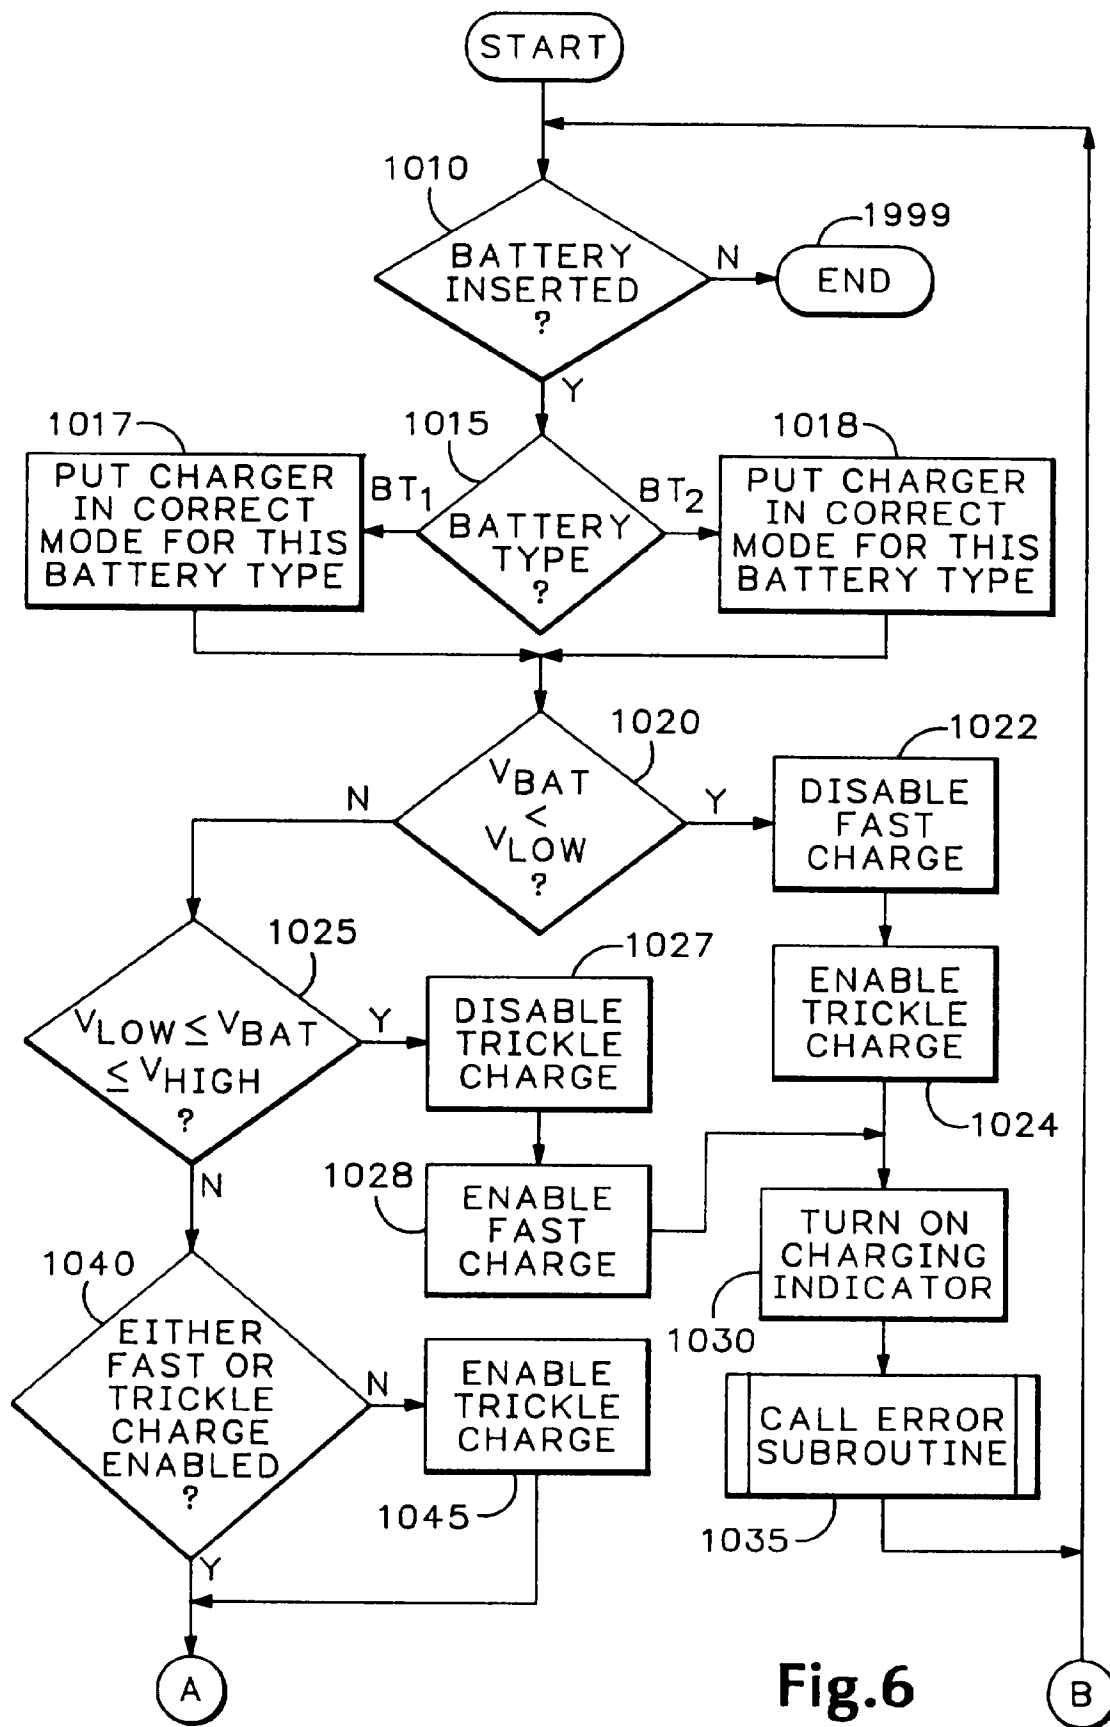 START
1010
BATTERY
INSERTED
?
N
1999
END
Y
1017
PUT CHARGER
IN CORRECT
MODE FOR THIS
BATTERY TYPE
BT1
1015
BATTERY
TYPE
?
BT2
1018
PUT CHARGER
IN CORRECT
MODE FOR THIS
BATTERY TYPE
1020
VBAT
<
VLOW
?
N
Y
1022
DISABLE
FAST
CHARGE
1025
VLOW ≤ VBAT
≤ VHIGH
?
Y
1027
DISABLE
TRICKLE
CHARGE
ENABLE
TRICKLE
CHARGE
1024
N
1028
ENABLE
FAST
CHARGE
TURN ON
CHARGING
INDICATOR
1030
1040
EITHER
FAST OR
TRICKLE
CHARGE
ENABLED
?
N
ENABLE
TRICKLE
CHARGE
1045
CALL ERROR
SUBROUTINE
1035
Y
A
Fig.6
B